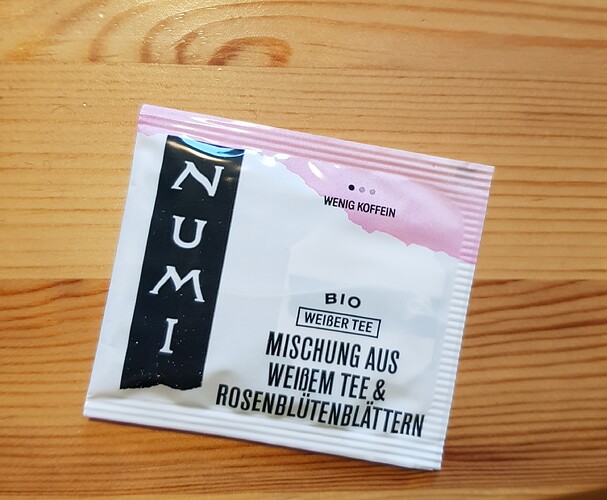 NUMI
WENIG KOFFEIN
BIO
WEIßER TEE
MISCHUNG AUS
WEIßEM TEE &
ROSENBLÜTENBLÄTTERN